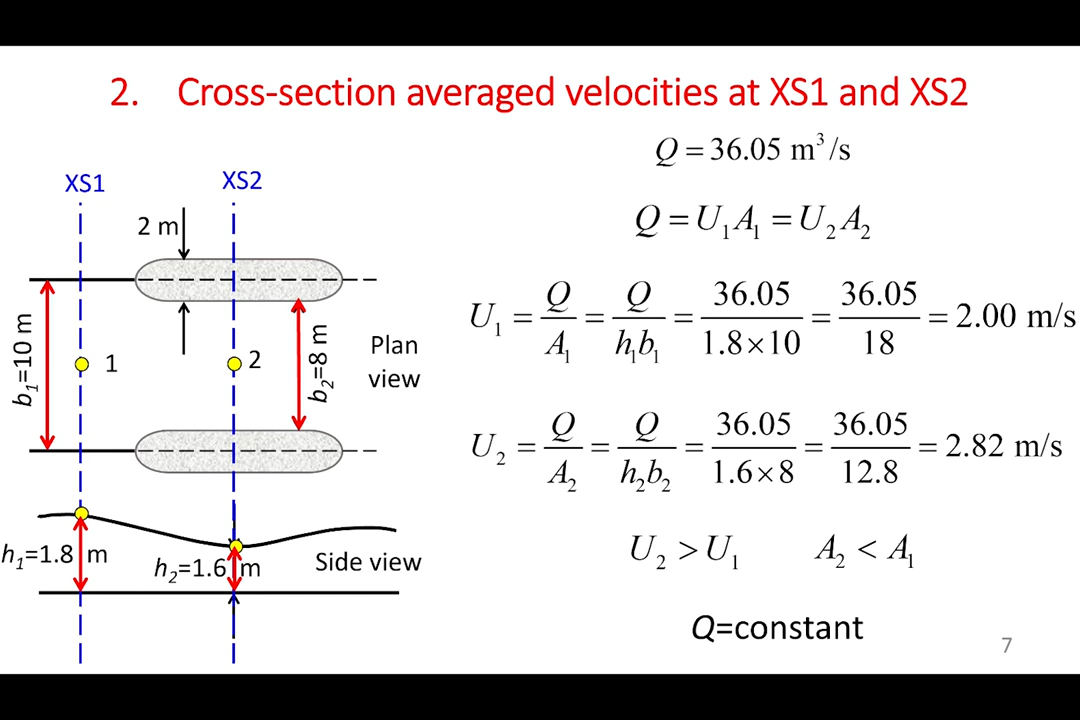 2. Cross-section averaged velocities at XS1 and XS2
XS1
XS2
2 m
b₁=10 m
1
2
b₂=8 m
Plan
view
h₁=1.8 m
h₂=1.6 m
Side view
Q = 36.05 m³/s
Q = U₁A₁ = U₂A₂
U₁ = Q/A₁ = Q/h₁b₁ = 36.05/1.8×10 = 36.05/18 = 2.00 m/s
U₂ = Q/A₂ = Q/h₂b₂ = 36.05/1.6×8 = 36.05/12.8 = 2.82 m/s
U₂ > U₁ A₂ < A₁
Q=constant
7